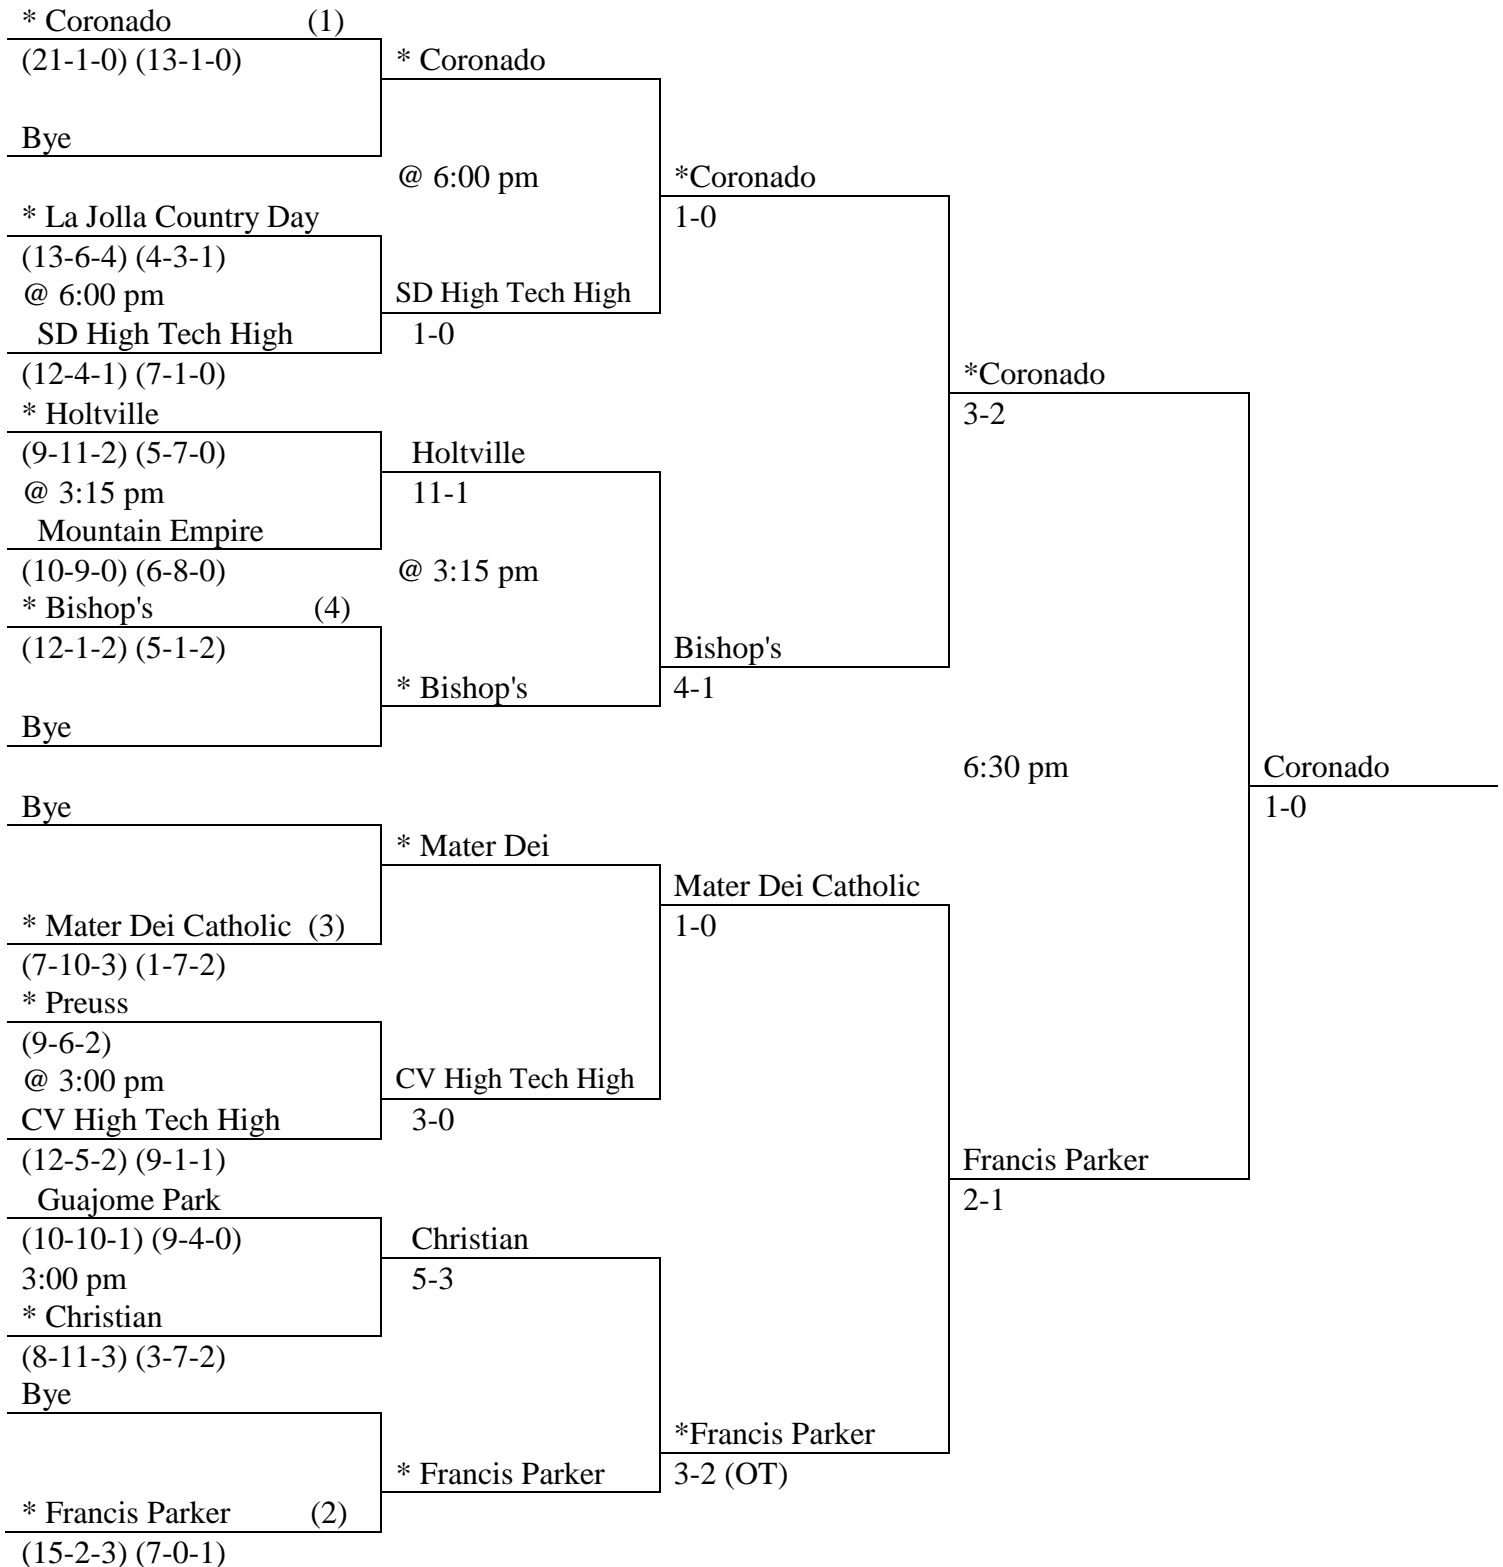 * Coronado (1)
(21-1-0) (13-1-0)
Bye
* La Jolla Country Day
(13-6-4) (4-3-1)
@ 6:00 pm
SD High Tech High
(12-4-1) (7-1-0)
* Holtville
(9-11-2) (5-7-0)
@ 3:15 pm
Mountain Empire
(10-9-0) (6-8-0)
* Bishop's (4)
(12-1-2) (5-1-2)
Bye
Bye
* Mater Dei Catholic (3)
(7-10-3) (1-7-2)
* Preuss
(9-6-2)
@ 3:00 pm
CV High Tech High
(12-5-2) (9-1-1)
Guajome Park
(10-10-1) (9-4-0)
3:00 pm
* Christian
(8-11-3) (3-7-2)
Bye
* Francis Parker (2)
(15-2-3) (7-0-1)
* Coronado
@ 6:00 pm
SD High Tech High
1-0
Holtville
11-1
@ 3:15 pm
* Bishop's
* Mater Dei
CV High Tech High
3-0
Christian
5-3
* Francis Parker
*Coronado
1-0
Bishop's
4-1
Mater Dei Catholic
1-0
*Francis Parker
3-2 (OT)
*Coronado
3-2
6:30 pm
Francis Parker
2-1
Coronado
1-0